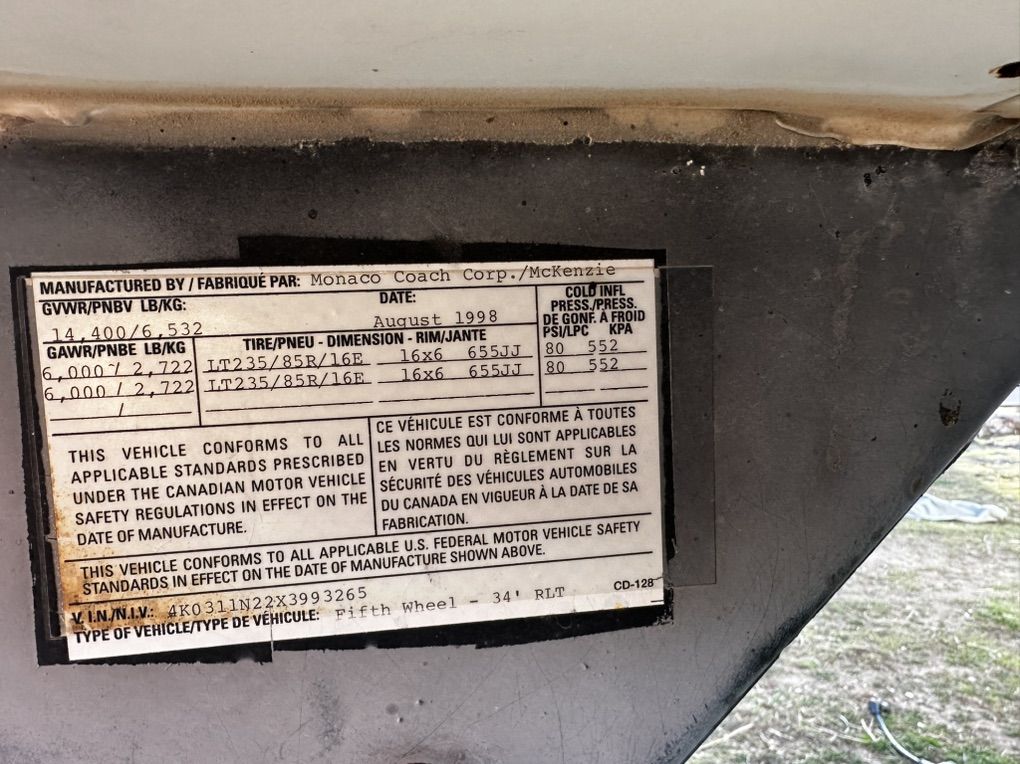 MANUFACTURED BY / FABRIQUÉ PAR: Monaco Coach Corp./McKenzie
GVWR/PNBV LB/KG:
14,400/6,532
DATE:
August 1998
COLD INFL
PRESS./PRESS.
DE GONF. À FROID
PSI/LPC KPA
GAWR/PNBE LB/KG
TIRE/PNEU - DIMENSION - RIM/JANTE
6,000 / 2,722 LT235/85R/16E 16x6 655JJ 80 552
6,000 / 2,722 LT235/85R/16E 16x6 655JJ 80 552
/
THIS VEHICLE CONFORMS TO ALL
APPLICABLE STANDARDS PRESCRIBED
UNDER THE CANADIAN MOTOR VEHICLE
SAFETY REGULATIONS IN EFFECT ON THE
DATE OF MANUFACTURE.
CE VÉHICULE EST CONFORME À TOUTES
LES NORMES QUI LUI SONT APPLICABLES
EN VERTU DU RÈGLEMENT SUR LA
SÉCURITÉ DES VÉHICULES AUTOMOBILES
DU CANADA EN VIGUEUR À LA DATE DE SA
FABRICATION.
THIS VEHICLE CONFORMS TO ALL APPLICABLE U.S. FEDERAL MOTOR VEHICLE SAFETY
STANDARDS IN EFFECT ON THE DATE OF MANUFACTURE SHOWN ABOVE.
V.I.N./N.I.V.: 4K0311N22X3993265
CD-128
TYPE OF VEHICLE/TYPE DE VÉHICULE: Fifth Wheel - 34' RLT